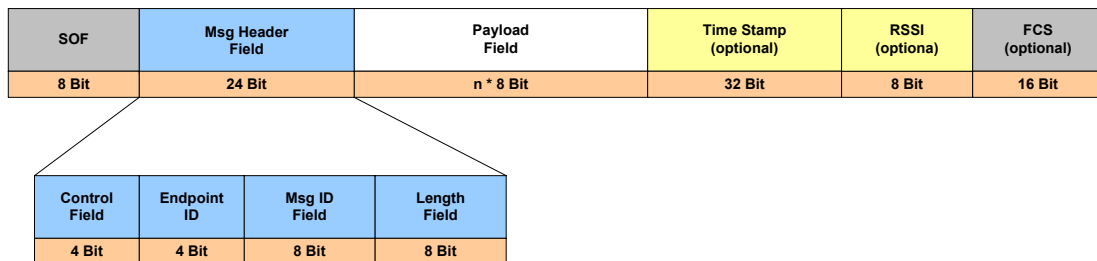 SOF
Msg Header
Field
Payload
Field
Time Stamp
(optional)
RSSI
(optiona)
FCS
(optional)
8 Bit
24 Bit
n * 8 Bit
32 Bit
8 Bit
16 Bit
Control
Field
Endpoint
ID
Msg ID
Field
Length
Field
4 Bit
4 Bit
8 Bit
8 Bit